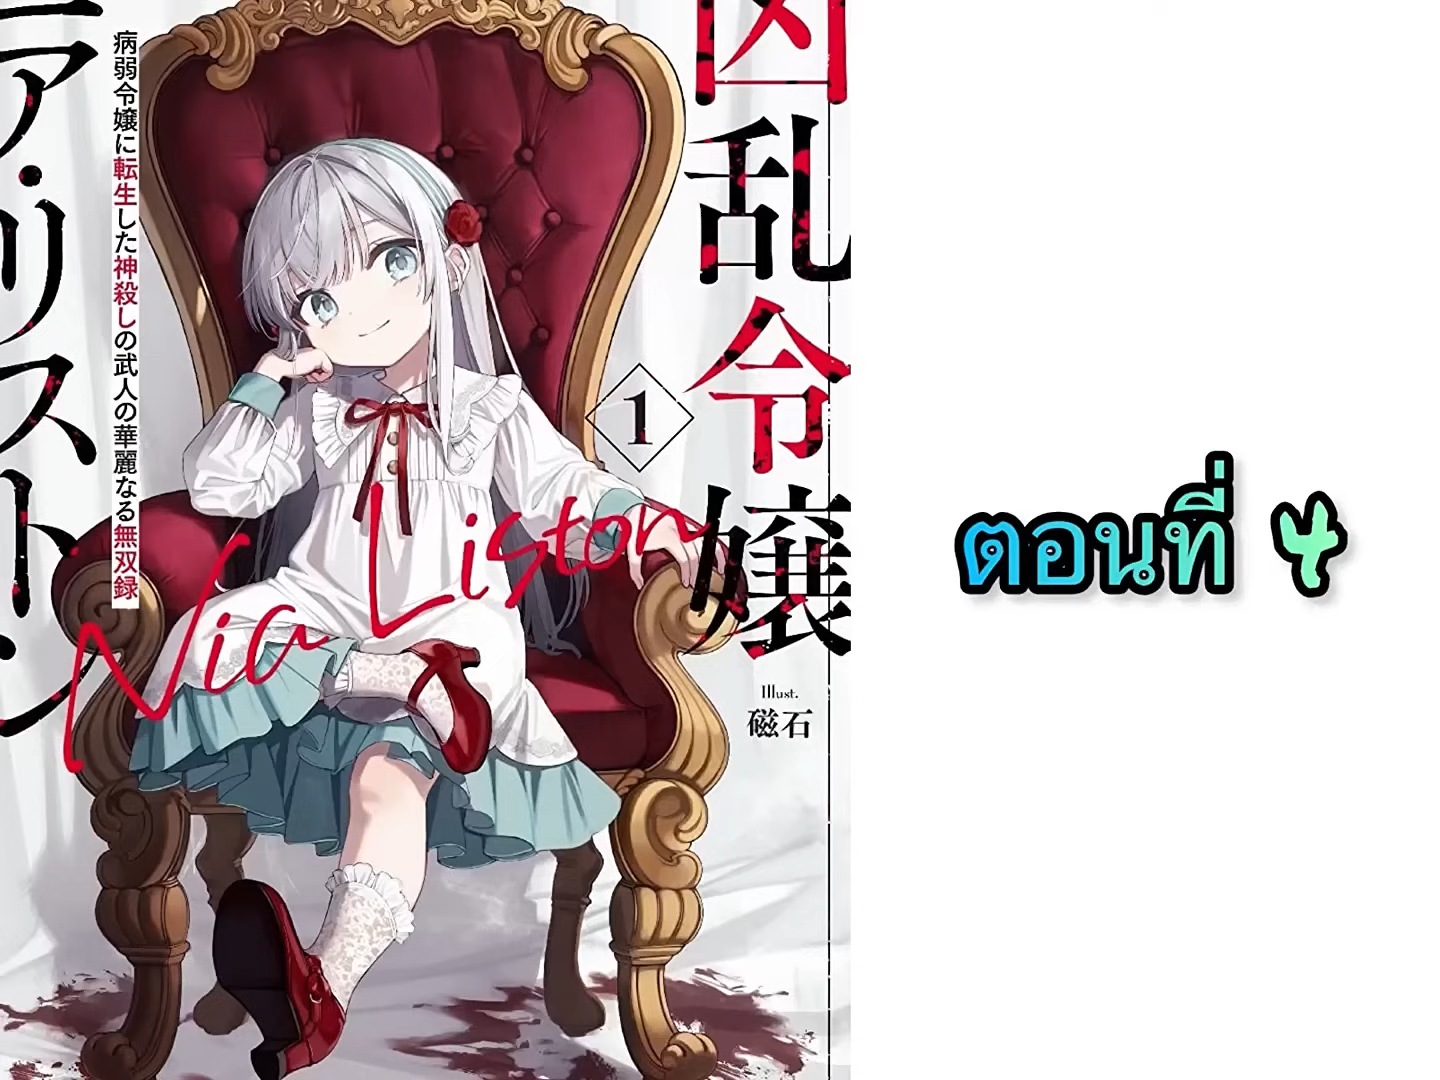 凶乱令嬢
ニア・リストン
病弱令嬢に転生した神殺しの武人の華麗なる無双録
1
Nia Liston
Illust.
磁石
ตอนที่ 4